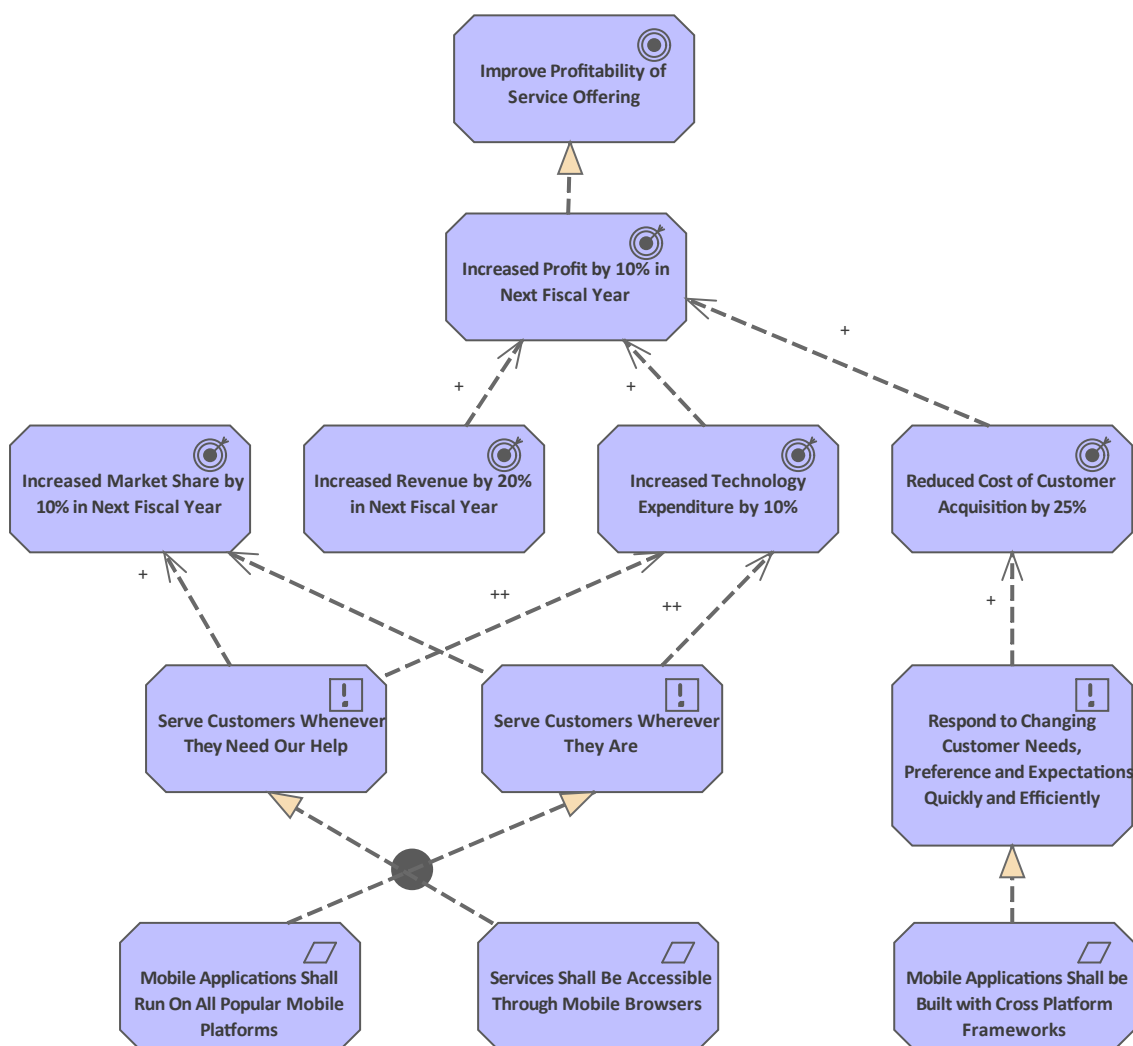 Improve Profitability of
Service Offering
Increased Profit by 10% in
Next Fiscal Year
+
+
+
Increased Market Share by
10% in Next Fiscal Year
Increased Revenue by 20%
in Next Fiscal Year
Increased Technology
Expenditure by 10%
Reduced Cost of Customer
Acquisition by 25%
+
++
++
+
Serve Customers Whenever
They Need Our Help
Serve Customers Wherever
They Are
Respond to Changing
Customer Needs,
Preference and Expectations
Quickly and Efficiently
Mobile Applications Shall
Run On All Popular Mobile
Platforms
Services Shall Be Accessible
Through Mobile Browsers
Mobile Applications Shall be
Built with Cross Platform
Frameworks